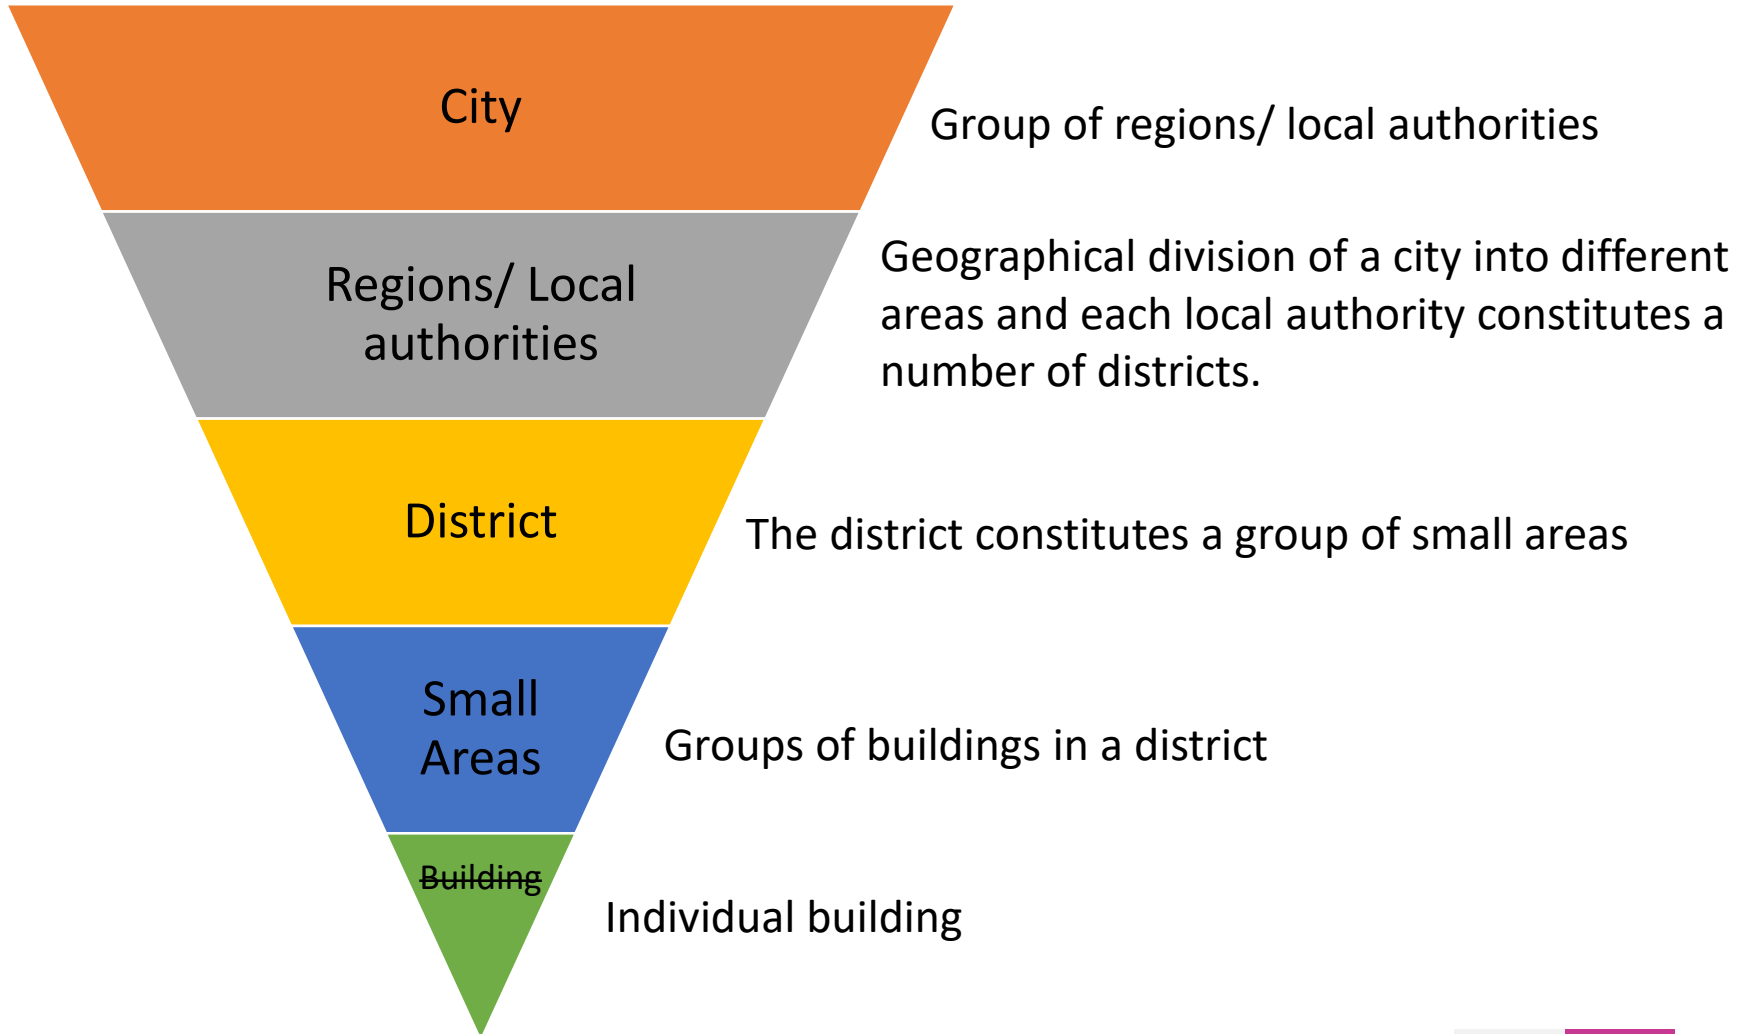 City
Group of regions/ local authorities
Regions/ Local
authorities
Geographical division of a city into different
areas and each local authority constitutes a
number of districts.
District
The district constitutes a group of small areas
Small
Areas
Groups of buildings in a district
Building
Individual building